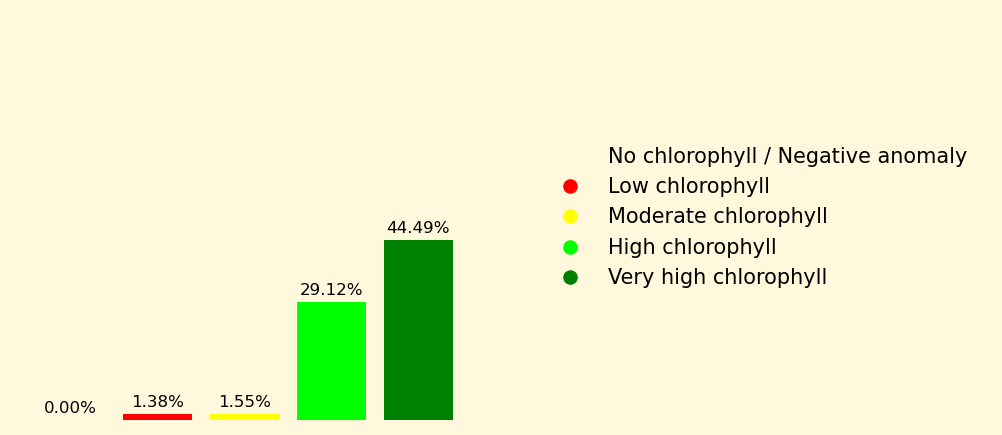 No chlorophyll / Negative anomaly
Low chlorophyll
Moderate chlorophyll
High chlorophyll
Very high chlorophyll
44.49%
29.12%
1.38%
1.55%
0.00%